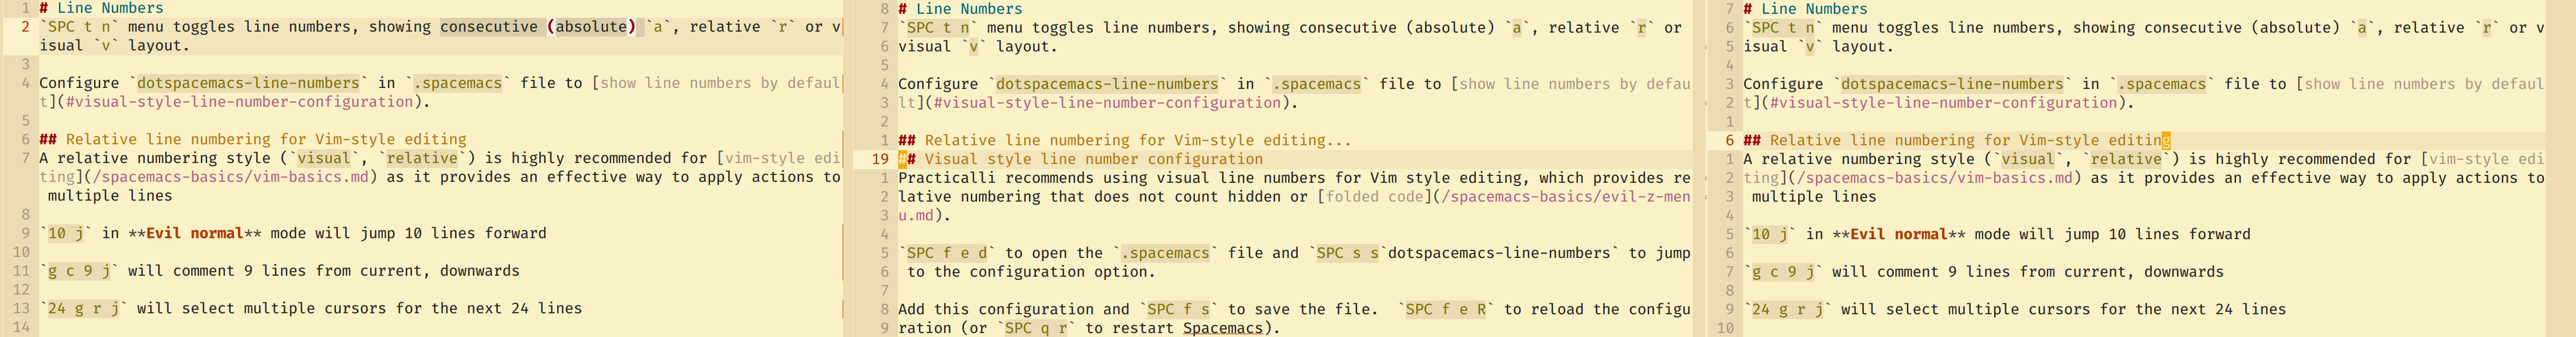 1 # Line Numbers
2 `SPC t n` menu toggles line numbers, showing consecutive (absolute) `a`, relative `r` or v
isual `v` layout.
3
4 Configure `dotspacemacs-line-numbers` in `.spacemacs` file to [show line numbers by defaul
t](#visual-style-line-number-configuration).
5
6 ## Relative line numbering for Vim-style editing
7 A relative numbering style (`visual`, `relative`) is highly recommended for [vim-style edi
ting](/spacemacs-basics/vim-basics.md) as it provides an effective way to apply actions to
multiple lines
8
9 `10 j` in **Evil normal** mode will jump 10 lines forward
10
11 `g c 9 j` will comment 9 lines from current, downwards
12
13 `24 g r j` will select multiple cursors for the next 24 lines
14
8 # Line Numbers
7 `SPC t n` menu toggles line numbers, showing consecutive (absolute) `a`, relative `r` or
6 visual `v` layout.
5
4 Configure `dotspacemacs-line-numbers` in `.spacemacs` file to [show line numbers by defau
3 lt](#visual-style-line-number-configuration).
2
1 ## Relative line numbering for Vim-style editing...
19 ## Visual style line number configuration
1 Practicalli recommends using visual line numbers for Vim style editing, which provides re
2 lative numbering that does not count hidden or [folded code](/spacemacs-basics/evil-z-men
3 u.md).
4
5 `SPC f e d` to open the `.spacemacs` file and `SPC s s`dotspacemacs-line-numbers` to jump
6 to the configuration option.
7
8 Add this configuration and `SPC f s` to save the file.  `SPC f e R` to reload the configu
9 ration (or `SPC q r` to restart Spacemacs).
7 # Line Numbers
6 `SPC t n` menu toggles line numbers, showing consecutive (absolute) `a`, relative `r` or v
5 isual `v` layout.
4
3 Configure `dotspacemacs-line-numbers` in `.spacemacs` file to [show line numbers by defaul
2 t](#visual-style-line-number-configuration).
1
6 ## Relative line numbering for Vim-style editing
1 A relative numbering style (`visual`, `relative`) is highly recommended for [vim-style edi
2 ting](/spacemacs-basics/vim-basics.md) as it provides an effective way to apply actions to
3 multiple lines
4
5 `10 j` in **Evil normal** mode will jump 10 lines forward
6
7 `g c 9 j` will comment 9 lines from current, downwards
8
9 `24 g r j` will select multiple cursors for the next 24 lines
10